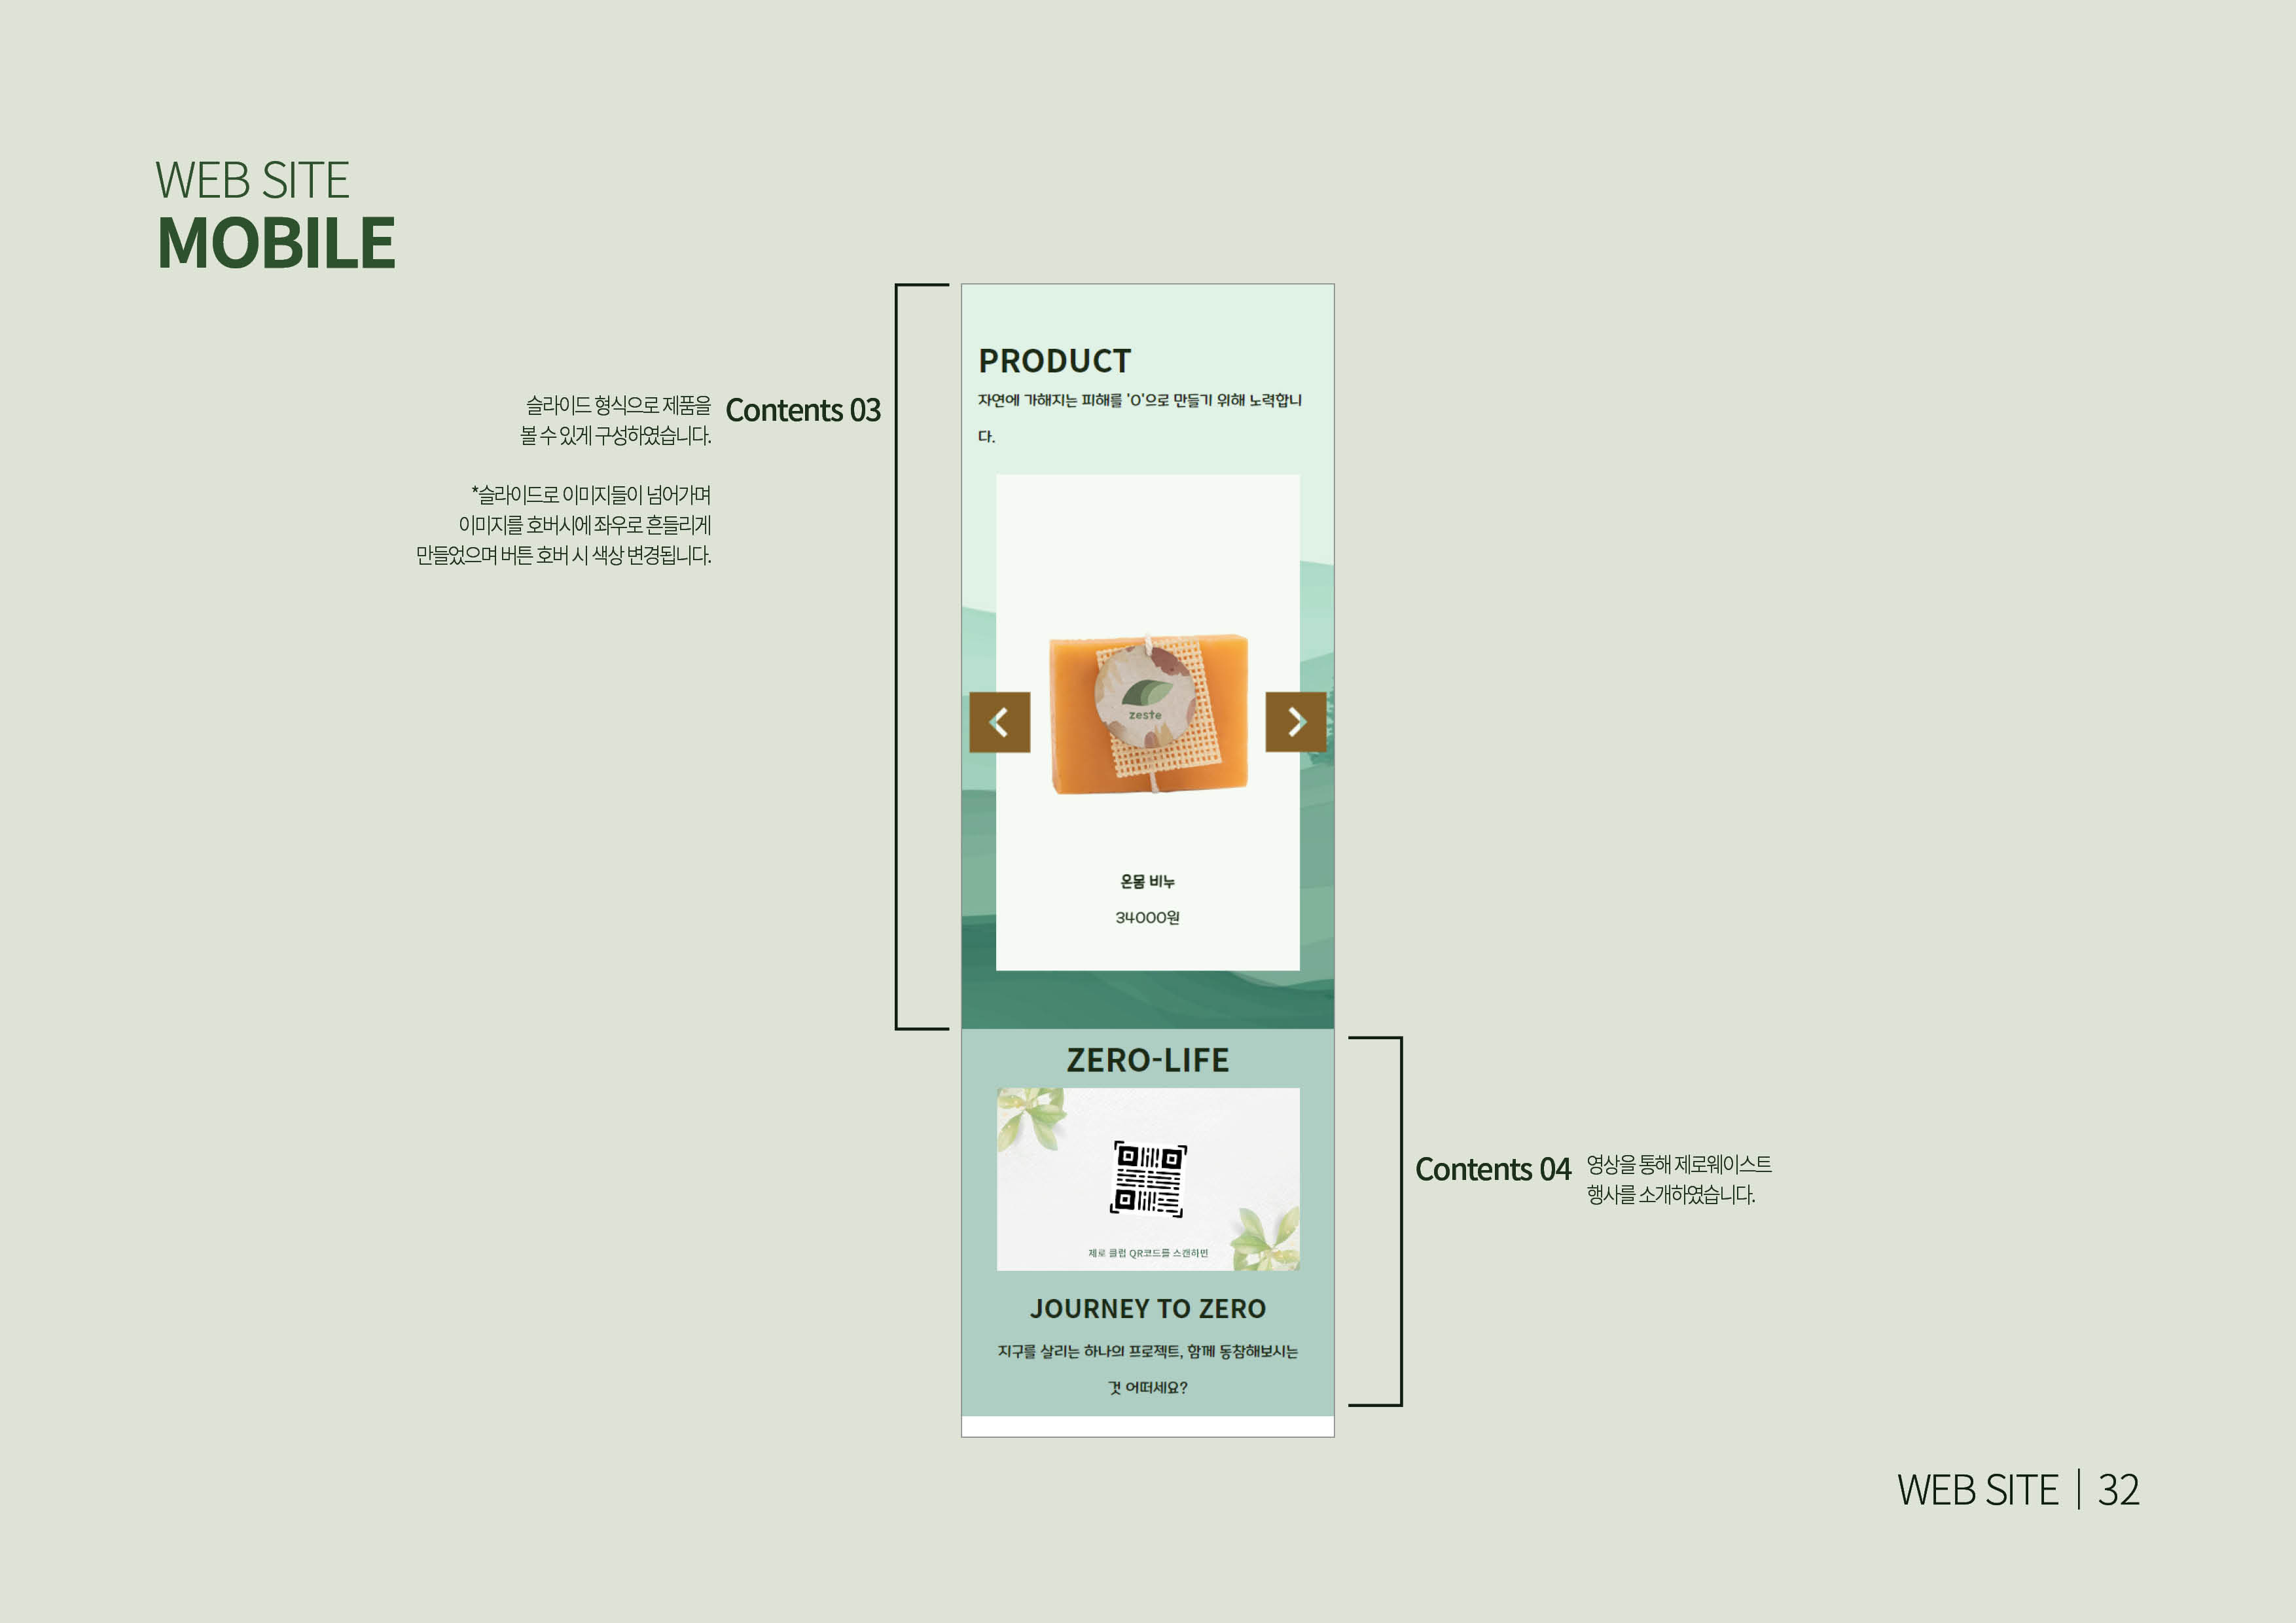 WEB SITE
MOBILE
슬라이드 형식으로 제품을
볼 수 있게 구성하였습니다.
*슬라이드로 이미지들이 넘어가며
이미지를 호버시에 좌우로 흔들리게
만들었으며 버튼 호버 시 색상 변경됩니다.
Contents 03
PRODUCT
자연에 가해지는 피해를 '0'으로 만들기 위해 노력합니
다.
zeste
온몸 비누
34000원
ZERO-LIFE
제로 클럽 QR코드를 스캔하면
JOURNEY TO ZERO
지구를 살리는 하나의 프로젝트, 함께 동참해보시는
것 어떠세요?
Contents 04
영상을 통해 제로웨이스트
행사를 소개하였습니다.
WEB SITE | 32